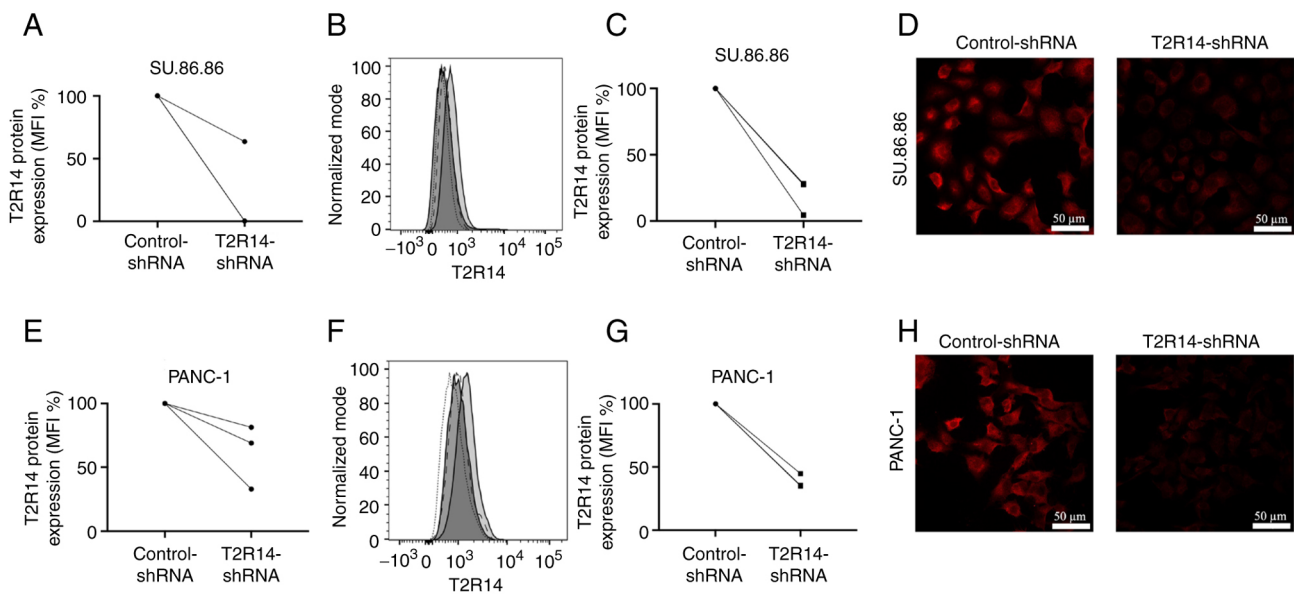 A
SU.86.86
T2R14 protein
expression (MFI %)
100
50
0
Control-
shRNA
T2R14-
shRNA
B
Normalized mode
100
80
60
40
20
0
−10³
0
10³
10⁴
10⁵
T2R14
C
SU.86.86
T2R14 protein
expression (MFI %)
100
50
0
Control-
shRNA
T2R14-
shRNA
D
Control-shRNA
T2R14-shRNA
SU.86.86
50 µm
50 µm
E
PANC-1
T2R14 protein
expression (MFI %)
100
50
0
Control-
shRNA
T2R14-
shRNA
F
Normalized mode
100
80
60
40
20
0
−10³
0
10³
10⁴
10⁵
T2R14
G
PANC-1
T2R14 protein
expression (MFI %)
100
50
0
Control-
shRNA
T2R14-
shRNA
H
Control-shRNA
T2R14-shRNA
PANC-1
50 µm
50 µm